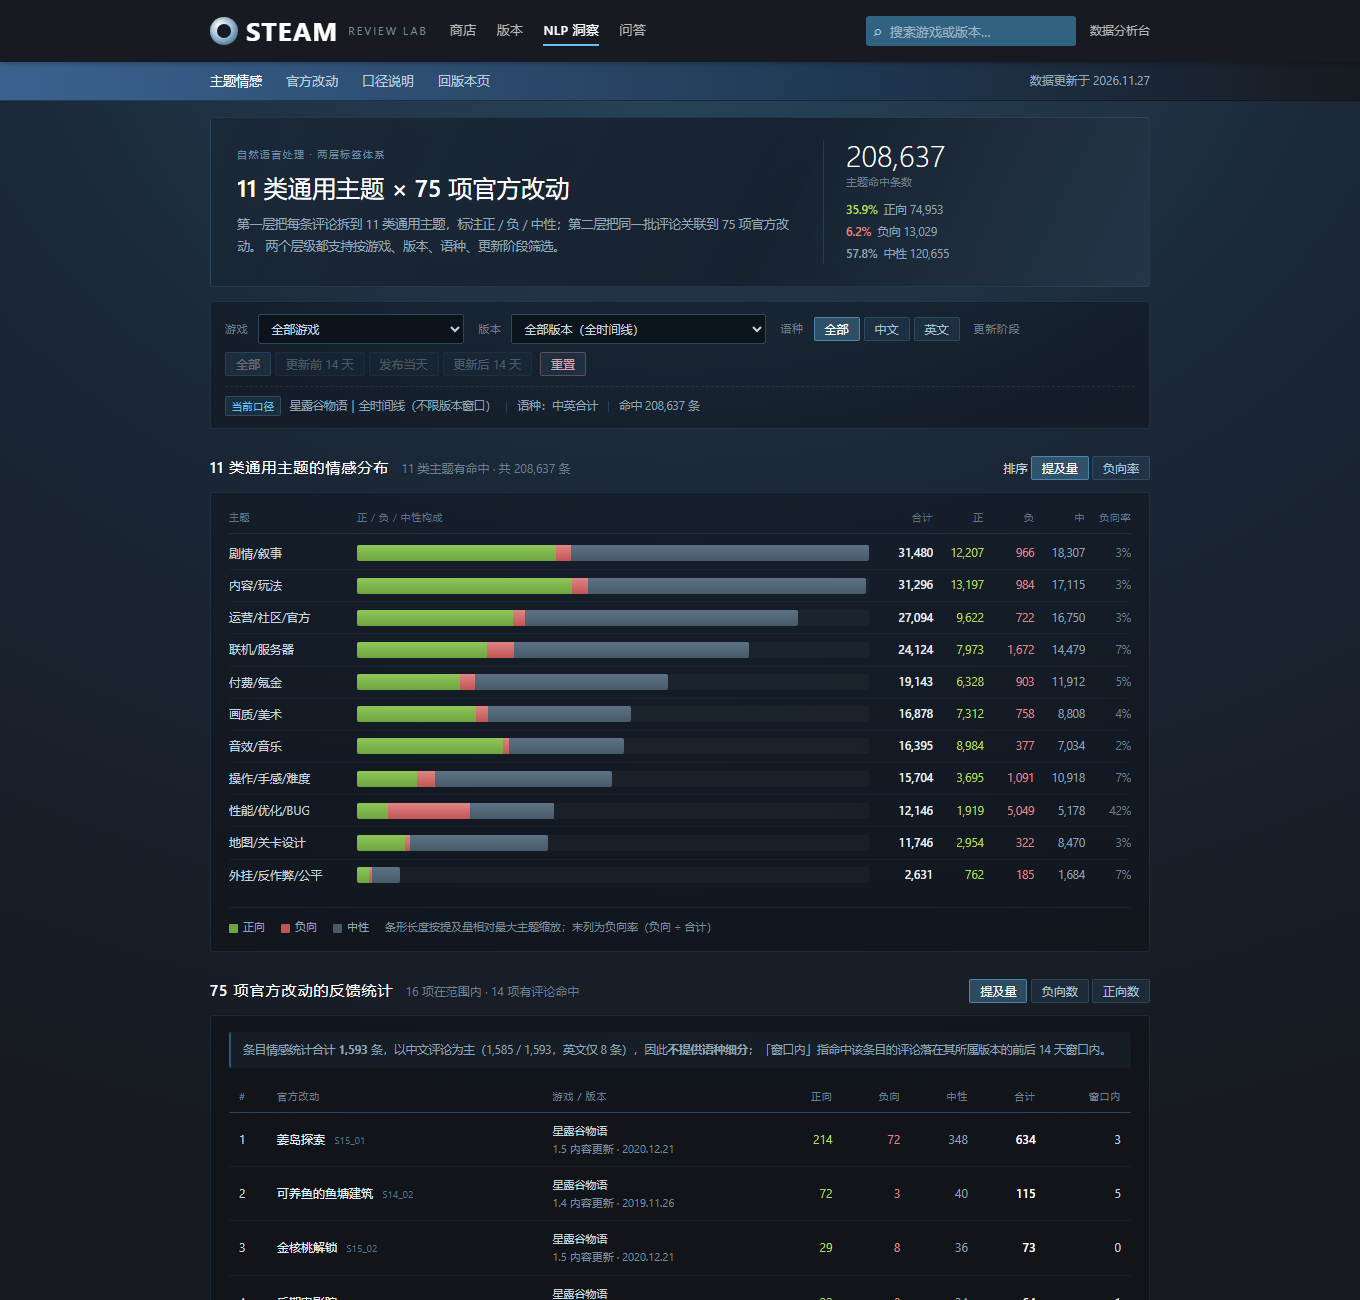 STEAM REVIEW LAB 商店 版本 NLP 洞察 问答 搜索游戏或版本... 数据分析台
主题情感 官方改动 口径说明 回版本页 数据更新于 2026.11.27
自然语言处理 · 两层标签体系
11 类通用主题 × 75 项官方改动
第一层把每条评论拆到 11 类通用主题，标注正 / 负 / 中性；第二层把同一批评论关联到 75 项官方改
动。 两个层级都支持按游戏、版本、语种、更新阶段筛选。
208,637
主题命中条数
35.9% 正向 74,953
6.2% 负向 13,029
57.8% 中性 120,655
游戏 全部游戏 版本 全部版本（全时间线） 语种 全部 中文 英文 更新阶段
全部 更新前 14 天 发布当天 更新后 14 天 重置
当前口径 星露谷物语 | 全时间线（不限版本窗口） 语种：中英合计 命中 208,637 条
11 类通用主题的情感分布 11 类主题有命中 · 共 208,637 条 排序 提及量 负向率
主题 正 / 负 / 中性构成 合计 正 负 中 负向率
剧情/叙事 31,480 12,207 966 18,307 3%
内容/玩法 31,296 13,197 984 17,115 3%
运营/社区/官方 27,094 9,622 722 16,750 3%
联机/服务器 24,124 7,973 1,672 14,479 7%
付费/氪金 19,143 6,328 903 11,912 5%
画质/美术 16,878 7,312 758 8,808 4%
音效/音乐 16,395 8,984 377 7,034 2%
操作/手感/难度 15,704 3,695 1,091 10,918 7%
性能/优化/BUG 12,146 1,919 5,049 5,178 42%
地图/关卡设计 11,746 2,954 322 8,470 3%
外挂/反作弊/公平 2,631 762 185 1,684 7%
正向 负向 中性 条形长度按提及量相对最大主题缩放；末列为负向率（负向 ÷ 合计）
75 项官方改动的反馈统计 16 项在范围内 · 14 项有评论命中 提及量 负向数 正向数
条目情感统计合计 1,593 条，以中文评论为主（1,585 / 1,593，英文仅 8 条），因此不提供语种细分；「窗口内」指命中该条目的评论落在其所属版本的前后 14 天窗口内。
# 官方改动 游戏 / 版本 正向 负向 中性 合计 窗口内
1 姜岛探索 S15_01 星露谷物语 214 72 348 634 3
1.5 内容更新 · 2020.12.21
2 可养鱼的鱼塘建筑 S14_02 星露谷物语 72 3 40 115 5
1.4 内容更新 · 2019.11.26
3 金核桃解锁 S15_02 星露谷物语 29 8 36 73 0
1.5 内容更新 · 2020.12.21
星露谷物语